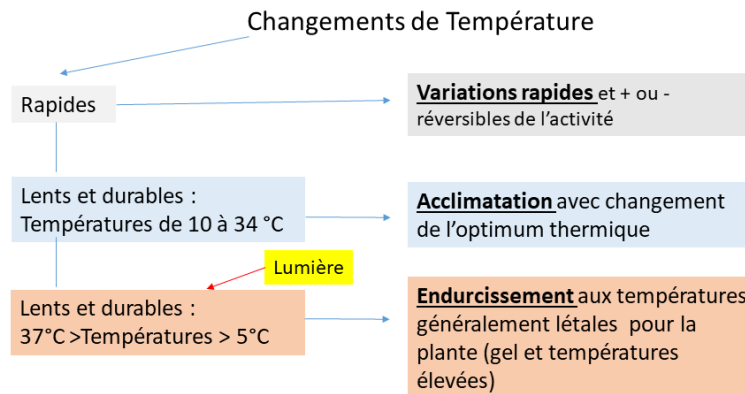 Changements de Température
Rapides
Variations rapides et + ou -
réversibles de l'activité
Lents et durables :
Températures de 10 à 34 °C
Acclimatation avec changement
de l'optimum thermique
Lumière
Lents et durables :
37°C >Températures > 5°C
Endurcissement aux températures
généralement létales pour la
plante (gel et températures
élevées)